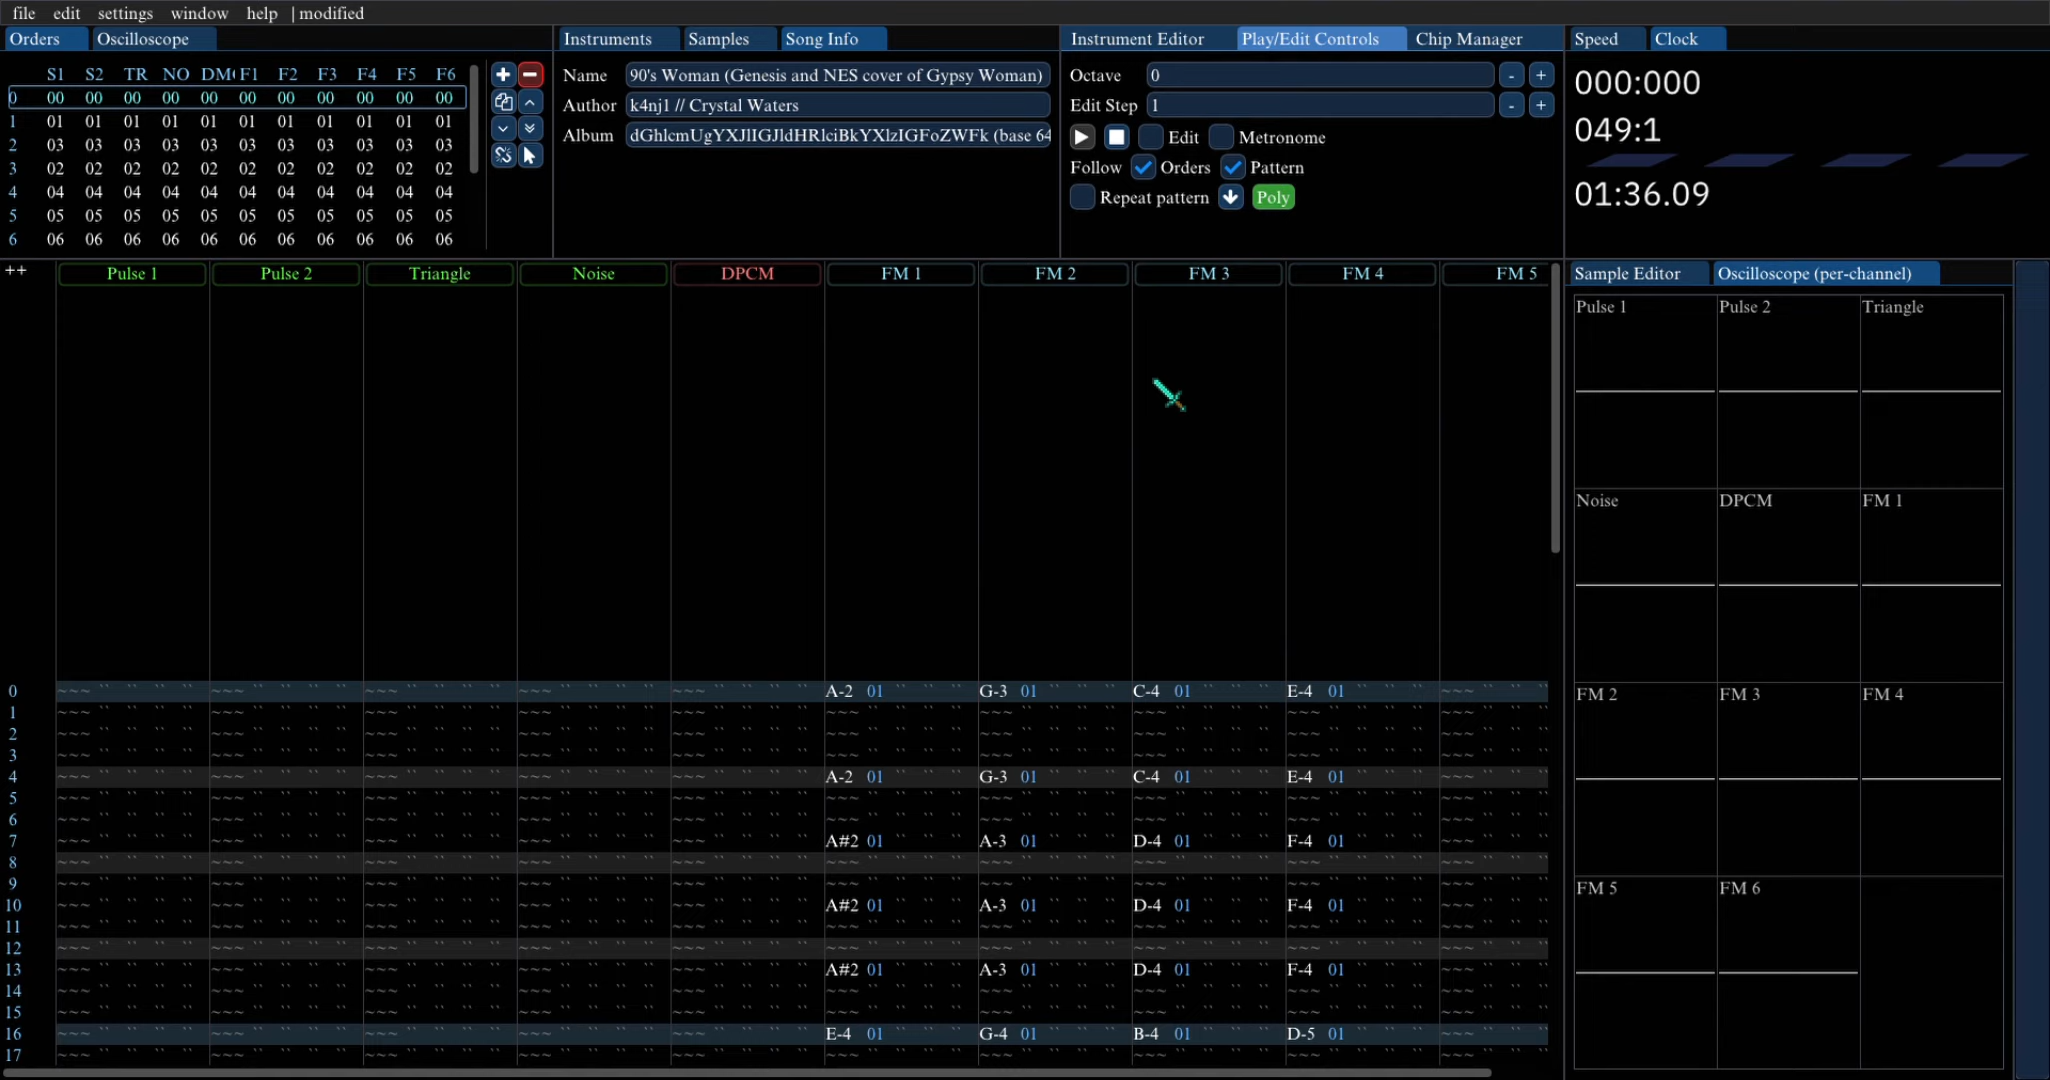 file edit settings window help | modified
Orders Oscilloscope
S1 S2 TR NO DM F1 F2 F3 F4 F5 F6
0 00 00 00 00 00 00 00 00 00 00 00
1 01 01 01 01 01 01 01 01 01 01 01
2 03 03 03 03 03 03 03 03 03 03 03
3 02 02 02 02 02 02 02 02 02 02 02
4 04 04 04 04 04 04 04 04 04 04 04
5 05 05 05 05 05 05 05 05 05 05 05
6 06 06 06 06 06 06 06 06 06 06 06
Instruments Samples Song Info
Name 90's Woman (Genesis and NES cover of Gypsy Woman)
Author k4nj1 // Crystal Waters
Album (base 64
Instrument Editor Play/Edit Controls Chip Manager
Octave 0 - +
Edit Step 1 - +
Edit Metronome
Follow Orders Pattern
Repeat pattern Poly
Speed Clock
000:000
049:1
01:36.09
++ Pulse 1 Pulse 2 Triangle Noise DPCM FM 1 FM 2 FM 3 FM 4 FM 5
0 A-2 01 G-3 01 C-4 01 E-4 01
1
2
3
4 A-2 01 G-3 01 C-4 01 E-4 01
5
6
7 A#2 01 A-3 01 D-4 01 F-4 01
8
9
10 A#2 01 A-3 01 D-4 01 F-4 01
11
12
13 A#2 01 A-3 01 D-4 01 F-4 01
14
15
16 E-4 01 G-4 01 B-4 01 D-5 01
17
Sample Editor Oscilloscope (per-channel)
Pulse 1 Pulse 2 Triangle
Noise DPCM FM 1
FM 2 FM 3 FM 4
FM 5 FM 6